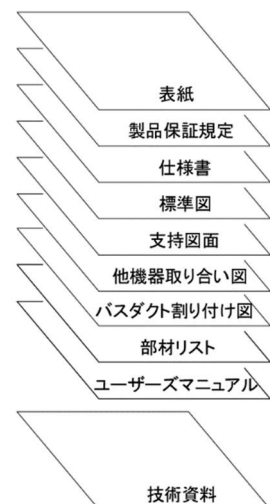 表紙
製品保証規定
仕様書
標準図
支持図面
他機器取り合い図
バスダクト割り付け図
部材リスト
ユーザーズマニュアル
技術資料